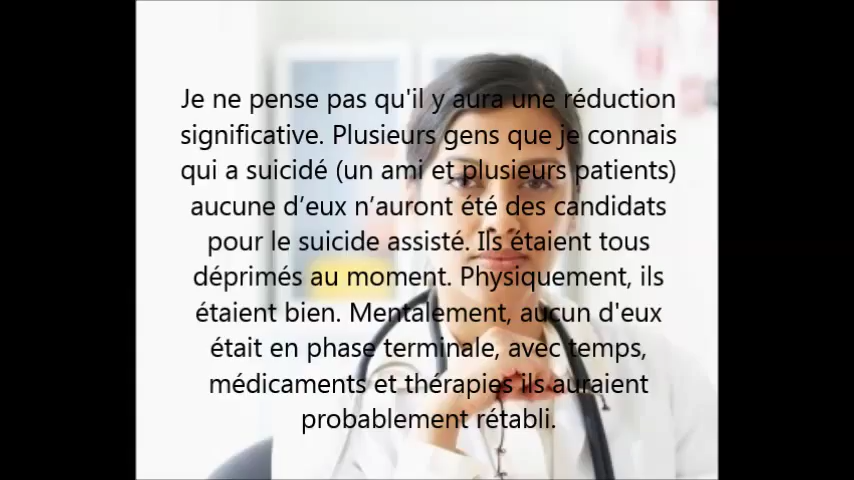 Je ne pense pas qu'il y aura une réduction
significative. Plusieurs gens que je connais
qui a suicidé (un ami et plusieurs patients)
aucune d’eux n’auront été des candidats
pour le suicide assisté. Ils étaient tous
déprimés au moment. Physiquement, ils
étaient bien. Mentalement, aucun d'eux
était en phase terminale, avec temps,
médicaments et thérapies ils auraient
probablement rétabli.